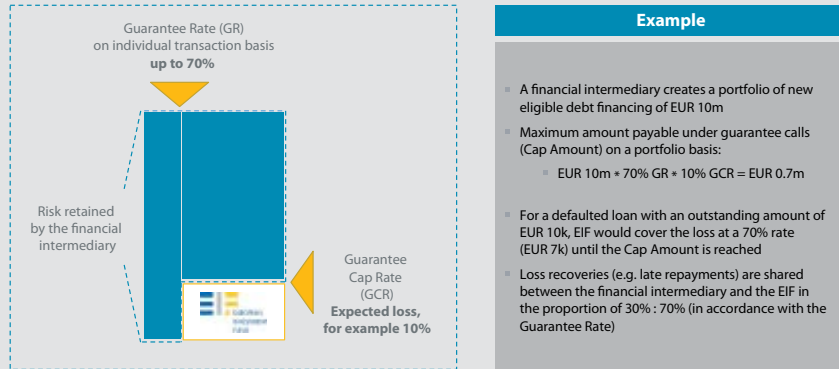 Guarantee Rate (GR)
on individual transaction basis
up to 70%
Risk retained
by the financial
intermediary
Guarantee
Cap Rate
(GCR)
Expected loss,
for example 10%
EIF
Example
A financial intermediary creates a portfolio of new
eligible debt financing of EUR 10m
Maximum amount payable under guarantee calls
(Cap Amount) on a portfolio basis:
EUR 10m * 70% GR * 10% GCR = EUR 0.7m
For a defaulted loan with an outstanding amount of
EUR 10k, EIF would cover the loss at a 70% rate
(EUR 7k) until the Cap Amount is reached
Loss recoveries (e.g. late repayments) are shared
between the financial intermediary and the EIF in
the proportion of 30% : 70% (in accordance with the
Guarantee Rate)